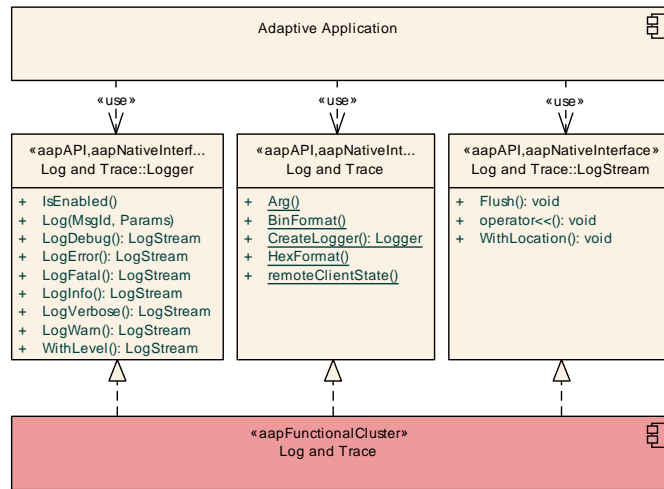 Adaptive Application
«use»
«use»
«use»
«aapAPI,aapNativeInterf...
Log and Trace::Logger
+ IsEnabled()
+ Log(MsgId, Params)
+ LogDebug(): LogStream
+ LogError(): LogStream
+ LogFatal(): LogStream
+ LogInfo(): LogStream
+ LogVerbose(): LogStream
+ LogWarn(): LogStream
+ WithLevel(): LogStream
«aapAPI,aapNativeInt...
Log and Trace
+ Arg()
+ BinFormat()
+ CreateLogger(): Logger
+ HexFormat()
+ remoteClientState()
«aapAPI,aapNativeInterface»
Log and Trace::LogStream
+ Flush(): void
+ operator<<(): void
+ WithLocation(): void
«aapFunctionalCluster»
Log and Trace